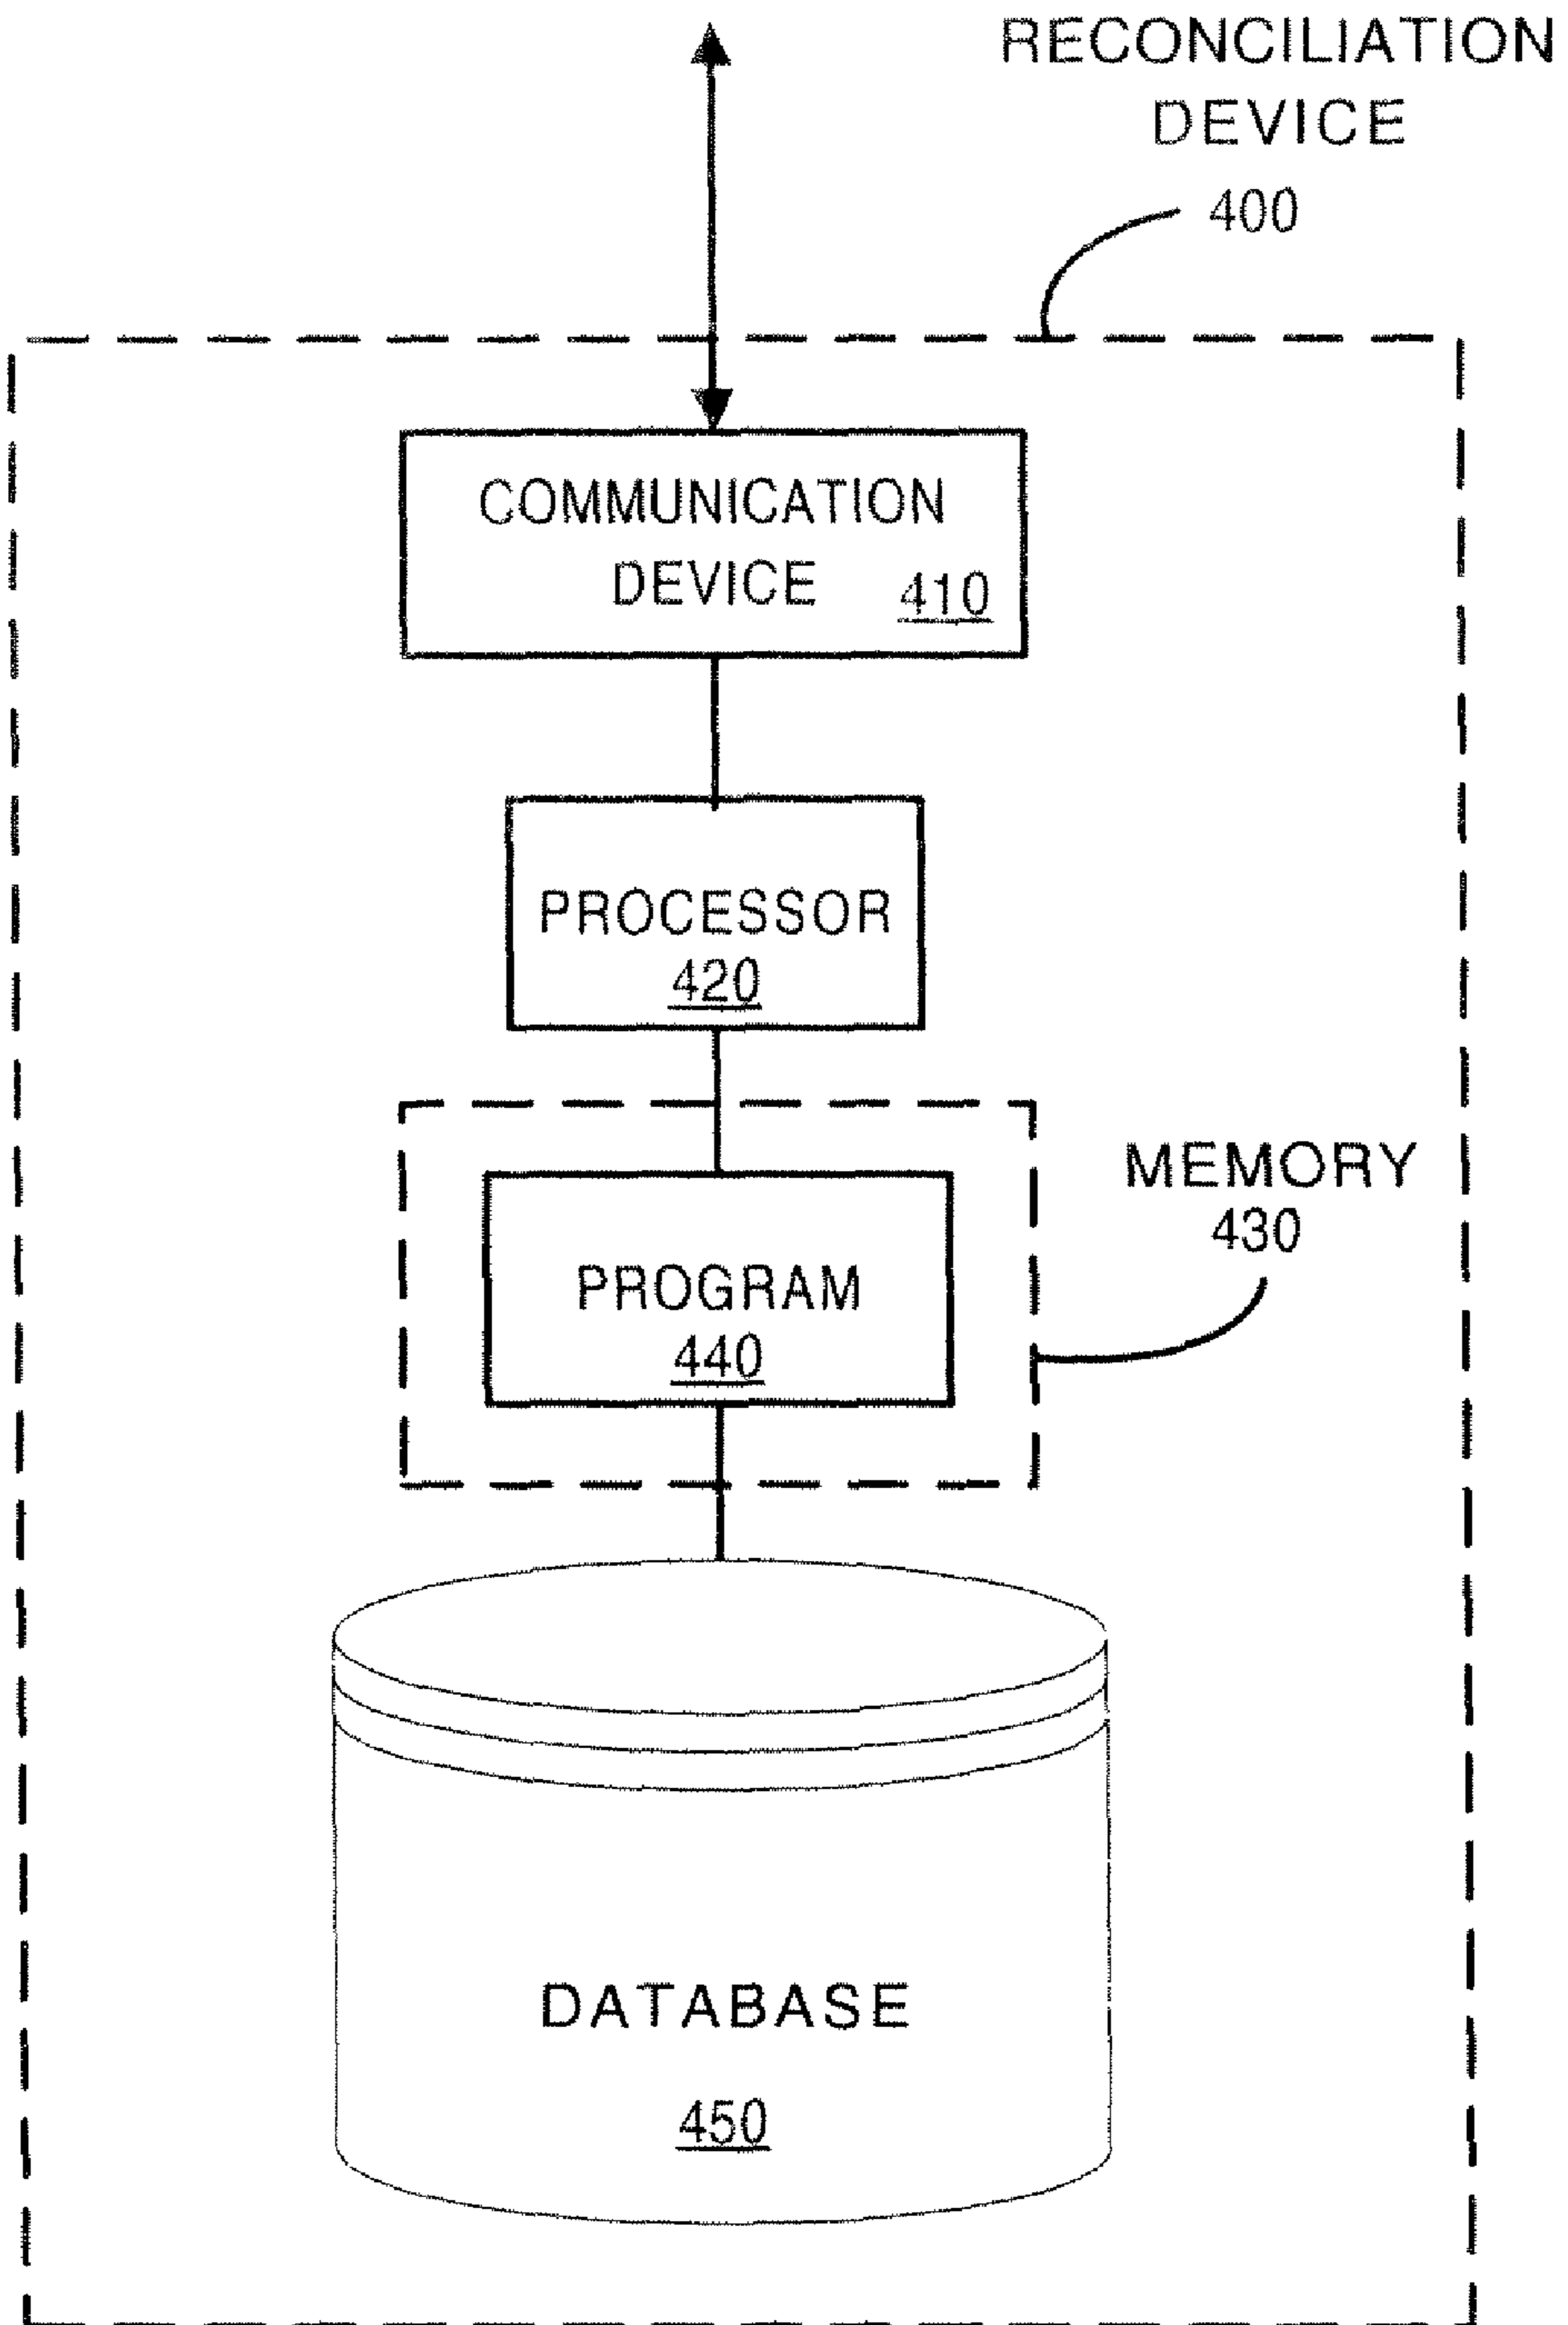 RECONCILIATION
DEVICE
400
COMMUNICATION
DEVICE 410
PROCESSOR
420
MEMORY
430
PROGRAM
440
DATABASE
450